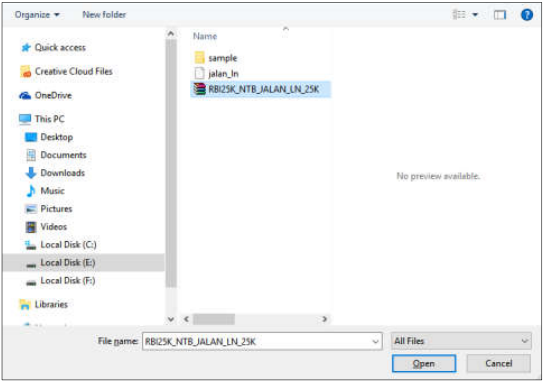 Organize
New folder
Quick access
Creative Cloud Files
OneDrive
This PC
Desktop
Documents
Downloads
Music
Pictures
Videos
Local Disk (C:)
Local Disk (E:)
Local Disk (F:)
Libraries
Name
sample
jalan_ln
RBI25K_NTB_JALAN_LN_25K
No preview available.
File name: RBI25K_NTB_JALAN_LN_25K
All Files
Open
Cancel